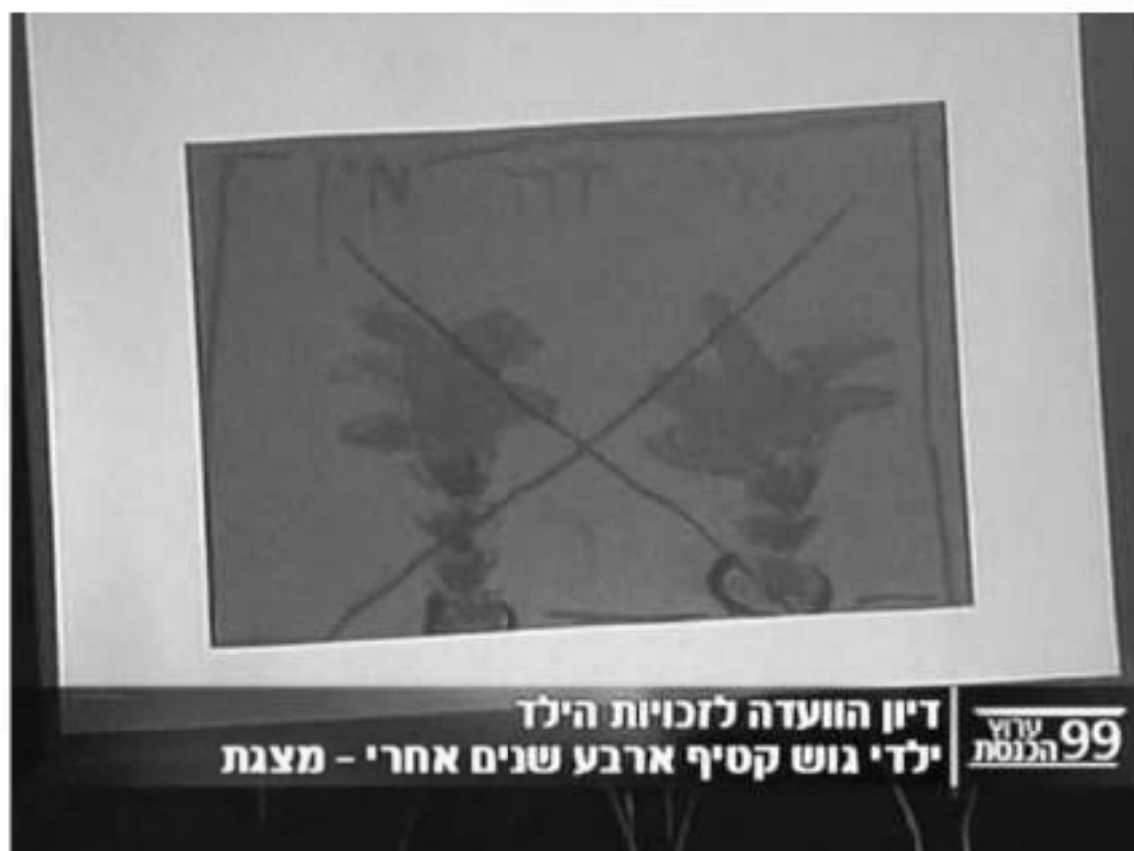 דיון הוועדה לזכויות הילד
ילדי גוש קטיף ארבע שנים אחרי – מצגת
99 ערוץ
הכנסת